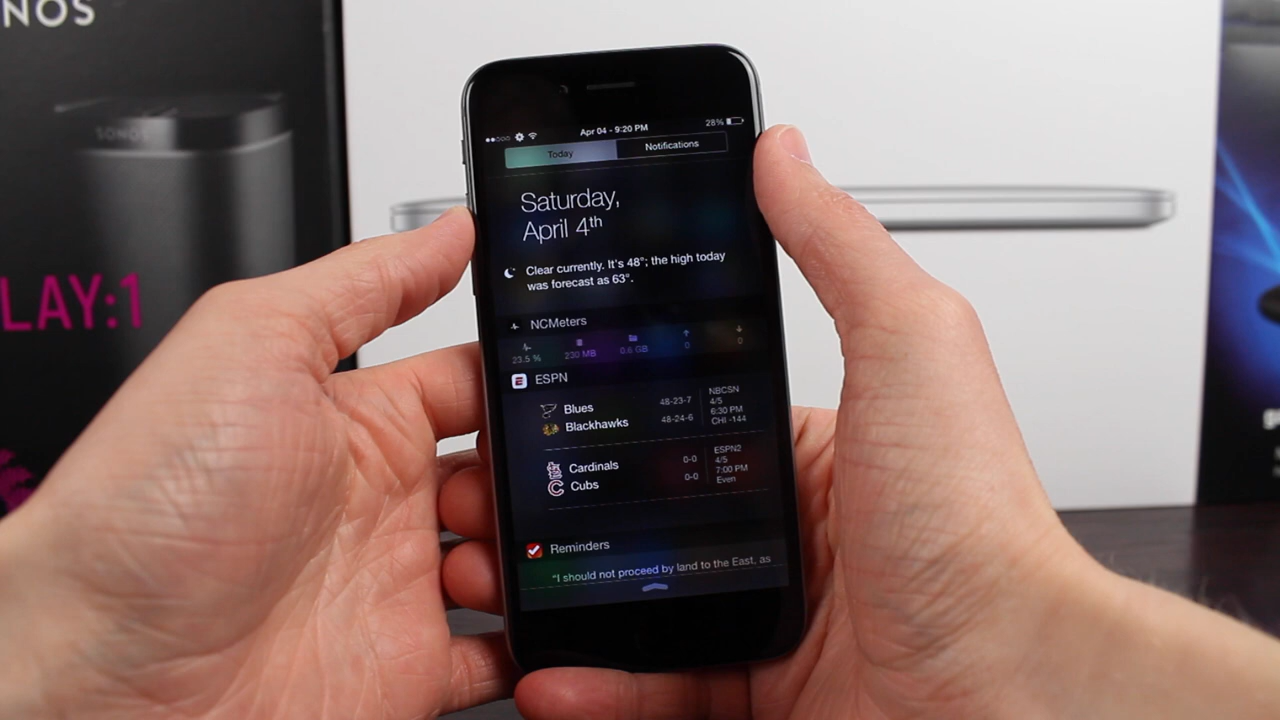 NOS
SONOS
LAY:1
Apr 04 - 9:20 PM
28%
Today
Notifications
Saturday,
April 4th
Clear currently. It's 48°; the high today
was forecast as 63°.
NCMeters
23.5 %
230 MB
0.6 GB
0
0
ESPN
Blues
48-23-7
Blackhawks
48-24-6
NBCSN
4/5
6:30 PM
CHI -144
Cardinals
0-0
Cubs
0-0
ESPN2
4/5
7:00 PM
Even
Reminders
"I should not proceed by land to the East, as